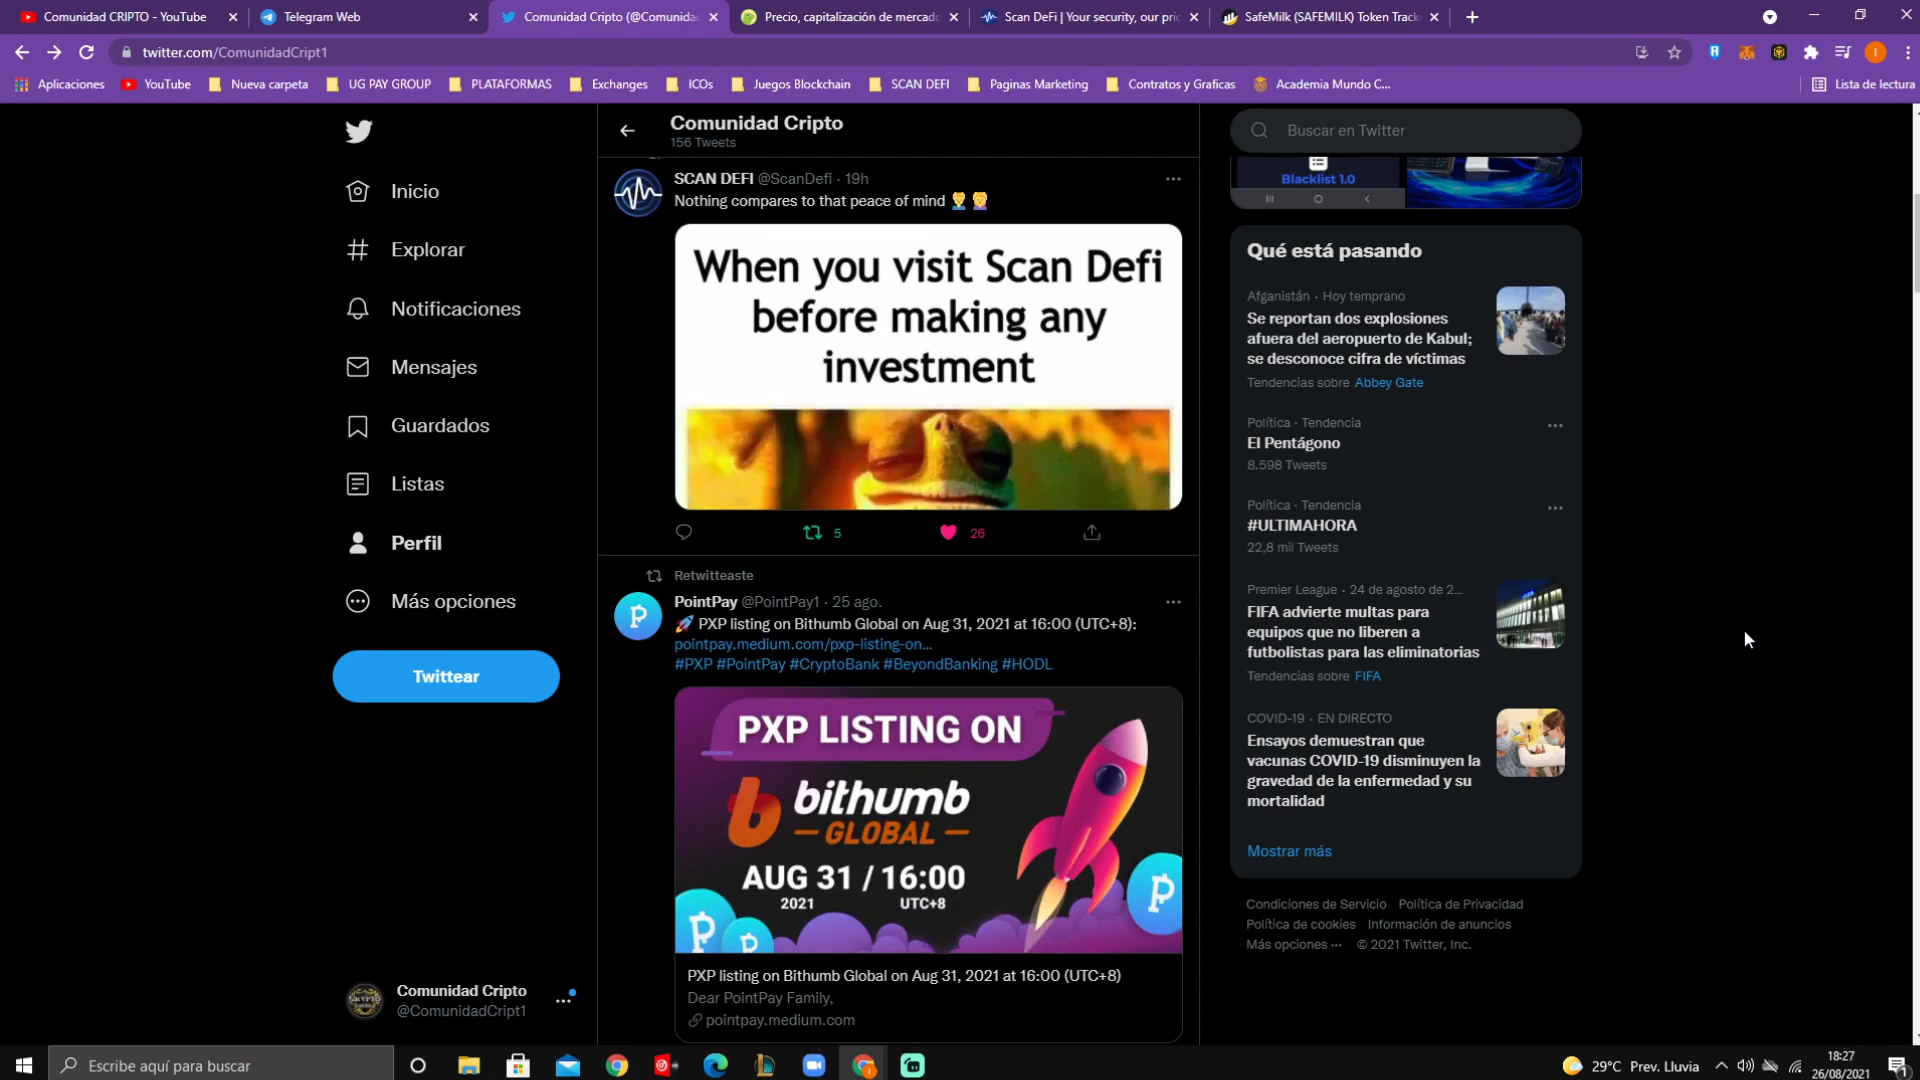 Comunidad CRIPTO - YouTube
Telegram Web
Comunidad Cripto (@Comunida
Precio, capitalización de mercado
Scan DeFi | Your security, our pri
SafeMilk (SAFEMILK) Token Track
twitter.com/ComunidadCript1
Aplicaciones
YouTube
Nueva carpeta
UG PAY GROUP
PLATAFORMAS
Exchanges
ICOs
Juegos Blockchain
SCAN DEFI
Paginas Marketing
Contratos y Graficas
Academia Mundo C...
Lista de lectura
Inicio
Explorar
Notificaciones
Mensajes
Guardados
Listas
Perfil
Más opciones
Twittear
Comunidad Cripto
@ComunidadCript1
Comunidad Cripto
156 Tweets
SCAN DEFI @ScanDefi · 19h
Nothing compares to that peace of mind
When you visit Scan Defi
before making any
investment
5
26
Retwitteaste
PointPay @PointPay1 · 25 ago.
🚀 PXP listing on Bithumb Global on Aug 31, 2021 at 16:00 (UTC+8):
pointpay.medium.com/pxp-listing-on...
#PXP #PointPay #CryptoBank #BeyondBanking #HODL
PXP LISTING ON
bithumb
GLOBAL
AUG 31 / 16:00
2021 UTC+8
PXP listing on Bithumb Global on Aug 31, 2021 at 16:00 (UTC+8)
Dear PointPay Family,
pointpay.medium.com
Buscar en Twitter
Blacklist 1.0
Qué está pasando
Afganistán · Hoy temprano
Se reportan dos explosiones
afuera del aeropuerto de Kabul;
se desconoce cifra de víctimas
Tendencias sobre Abbey Gate
Política · Tendencia
El Pentágono
8.598 Tweets
Política · Tendencia
#ULTIMAHORA
22,8 mil Tweets
Premier League · 24 de agosto de 2...
FIFA advierte multas para
equipos que no liberen a
futbolistas para las eliminatorias
Tendencias sobre FIFA
COVID-19 · EN DIRECTO
Ensayos demuestran que
vacunas COVID-19 disminuyen la
gravedad de la enfermedad y su
mortalidad
Mostrar más
Condiciones de Servicio Política de Privacidad
Política de cookies Información de anuncios
Más opciones ··· © 2021 Twitter, Inc.
Escribe aquí para buscar
29°C Prev. Lluvia
18:27
26/08/2021
1